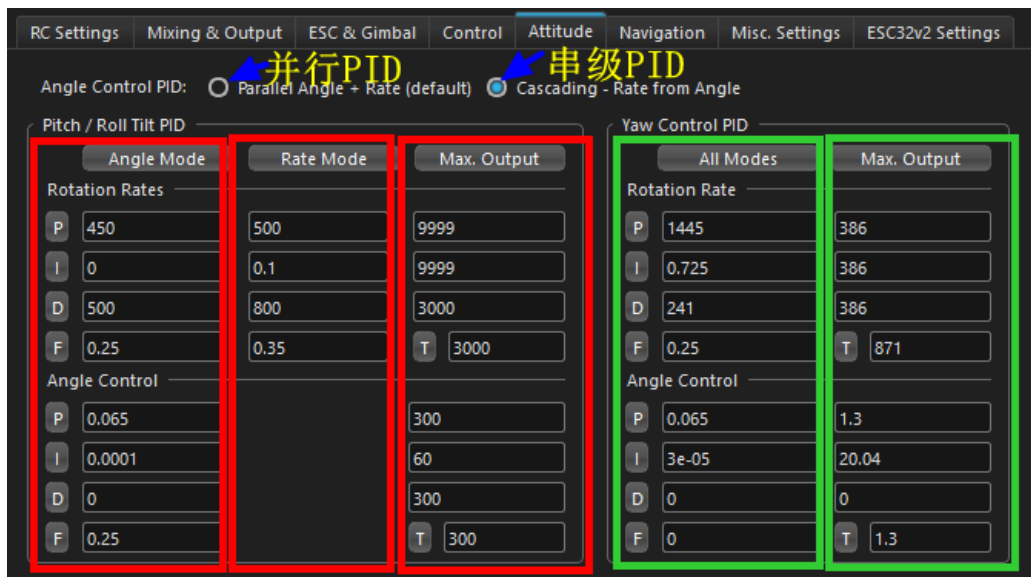 RC Settings Mixing & Output ESC & Gimbal Control Attitude Navigation Misc. Settings ESC32v2 Settings
并行PID 串级PID
Angle Control PID: Parallel Angle + Rate (default) Cascading - Rate from Angle
Pitch / Roll Tilt PID Yaw Control PID
Angle Mode Rate Mode Max. Output All Modes Max. Output
Rotation Rates Rotation Rate
P 450 500 9999 P 1445 386
I 0 0.1 9999 I 0.725 386
D 500 800 3000 D 241 386
F 0.25 0.35 T 3000 F 0.25 T 871
Angle Control Angle Control
P 0.065 300 P 0.065 1.3
I 0.0001 60 I 3e-05 20.04
D 0 300 D 0 0
F 0.25 T 300 F 0 T 1.3